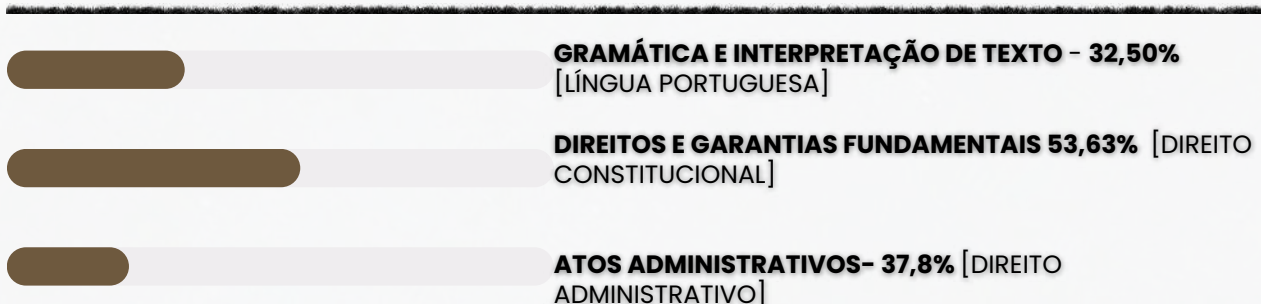 GRAMÁTICA E INTERPRETAÇÃO DE TEXTO - 32,50%
[LÍNGUA PORTUGUESA]
DIREITOS E GARANTIAS FUNDAMENTAIS 53,63% [DIREITO
CONSTITUCIONAL]
ATOS ADMINISTRATIVOS- 37,8% [DIREITO
ADMINISTRATIVO]